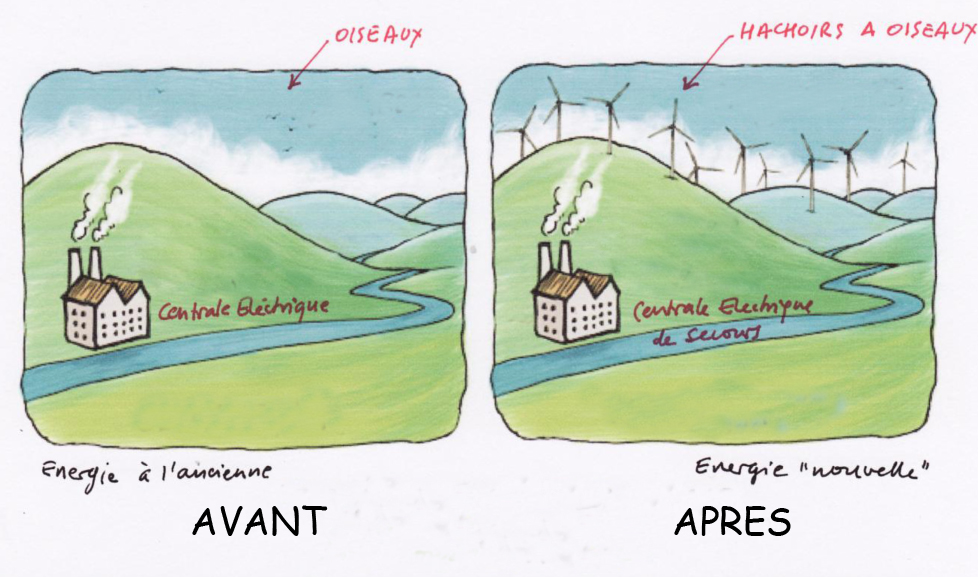 OISEAUX
HACHOIRS A OISEAUX
Centrale Electrique
Centrale Electrique
de secours
Energie à l'ancienne
Energie "nouvelle"
AVANT
APRES